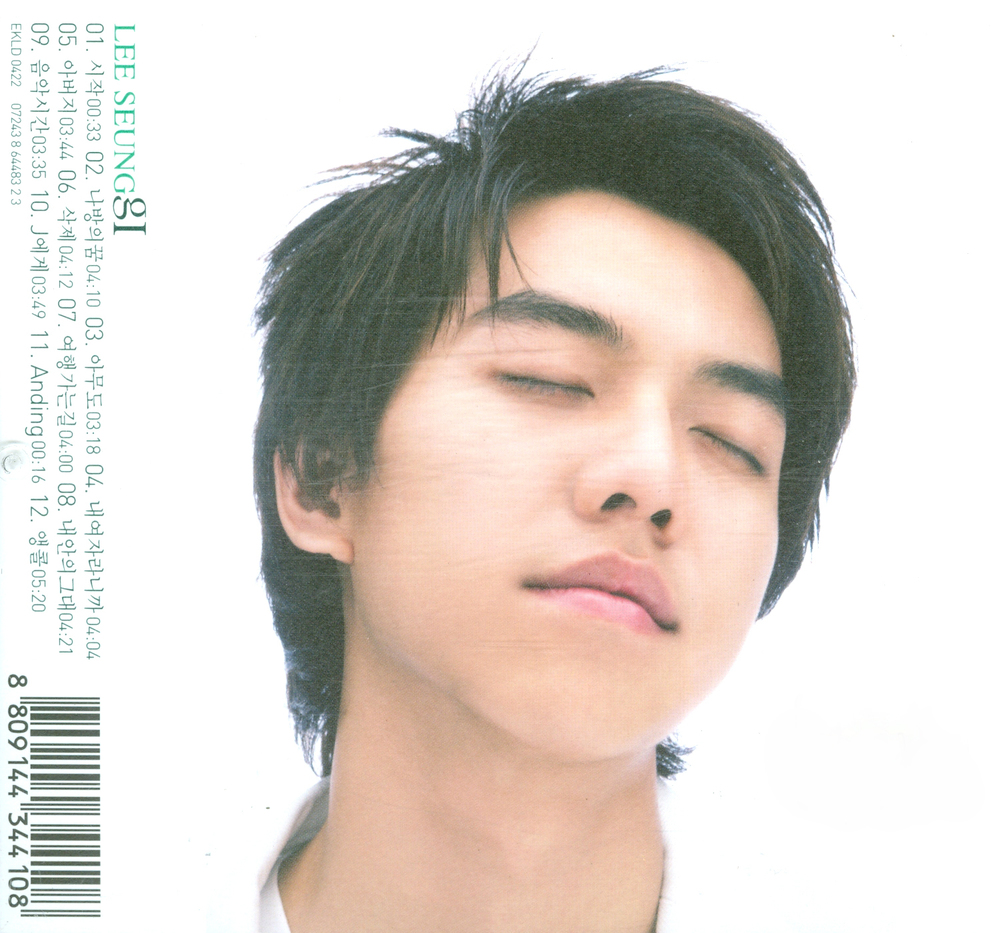 LEE SEUNGgI
01. 시작00:33 02. 나방의꿈04:10 03. 아무도03:18 04. 내여자라니까04:04
05. 아버지03:44 06. 삭제04:12 07. 여행가는길04:00 08. 내안의그대04:21
09. 음악시간03:35 10. J에게03:49 11. Anding00:16 12. 앵콜05:20
EKLD 0422 07243 8 64483 2 3
8 809144 344108